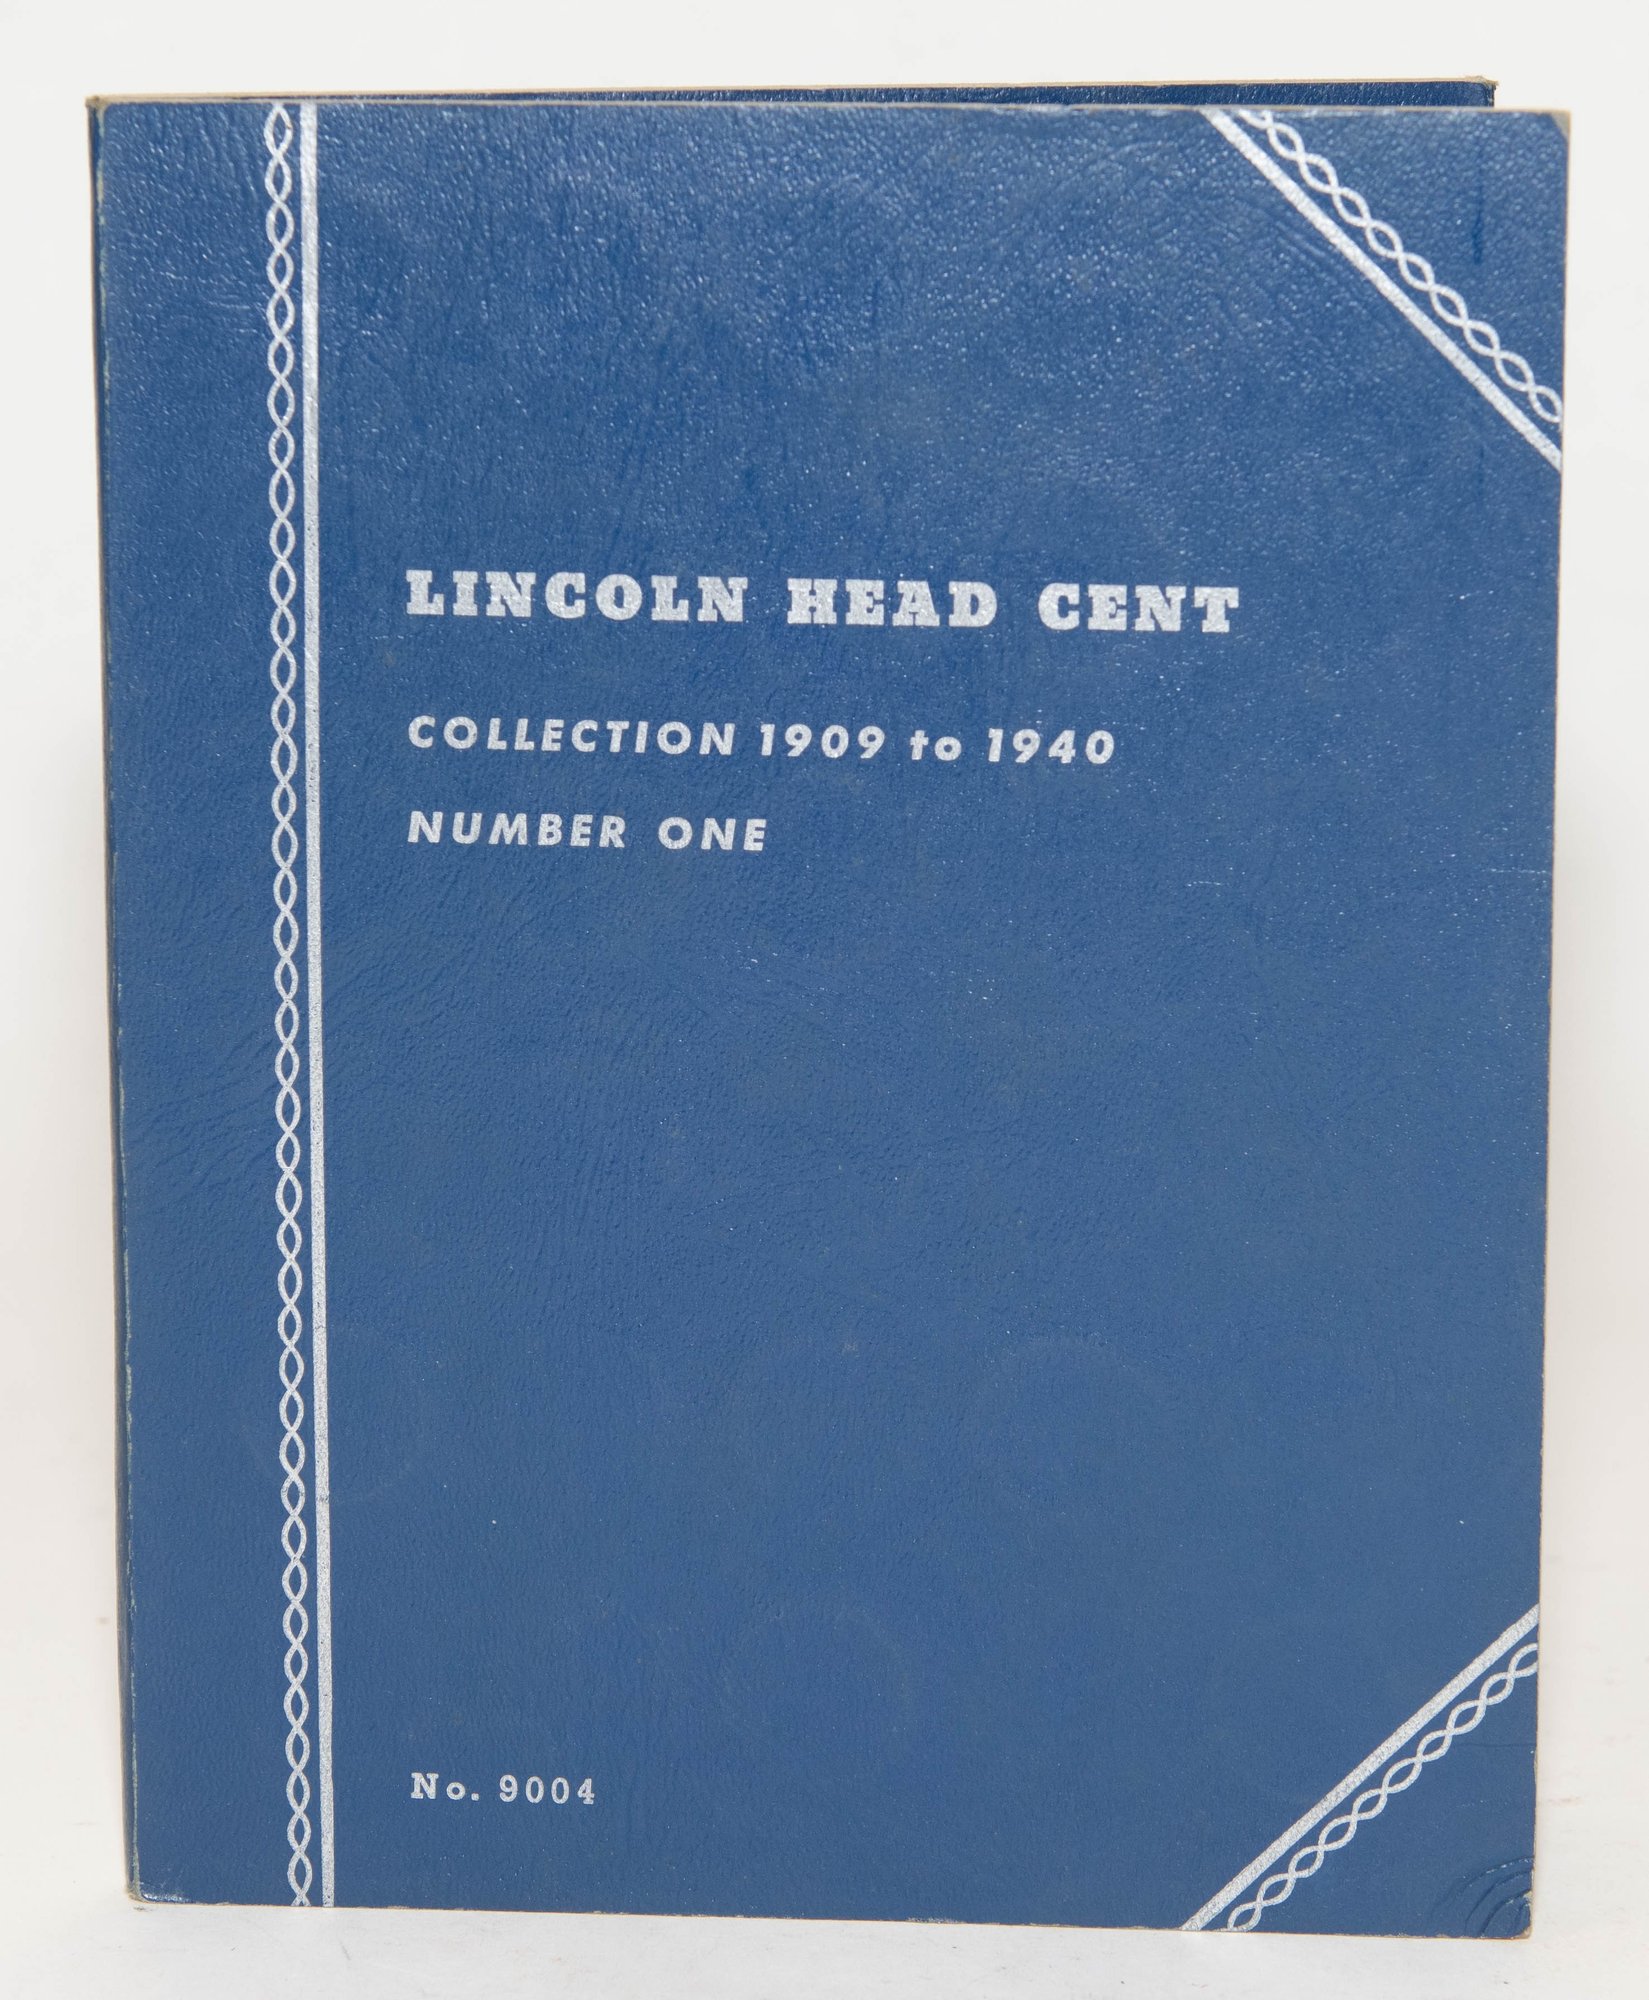 LINCOLN HEAD CENT
COLLECTION 1909 to 1940
NUMBER ONE
No. 9004